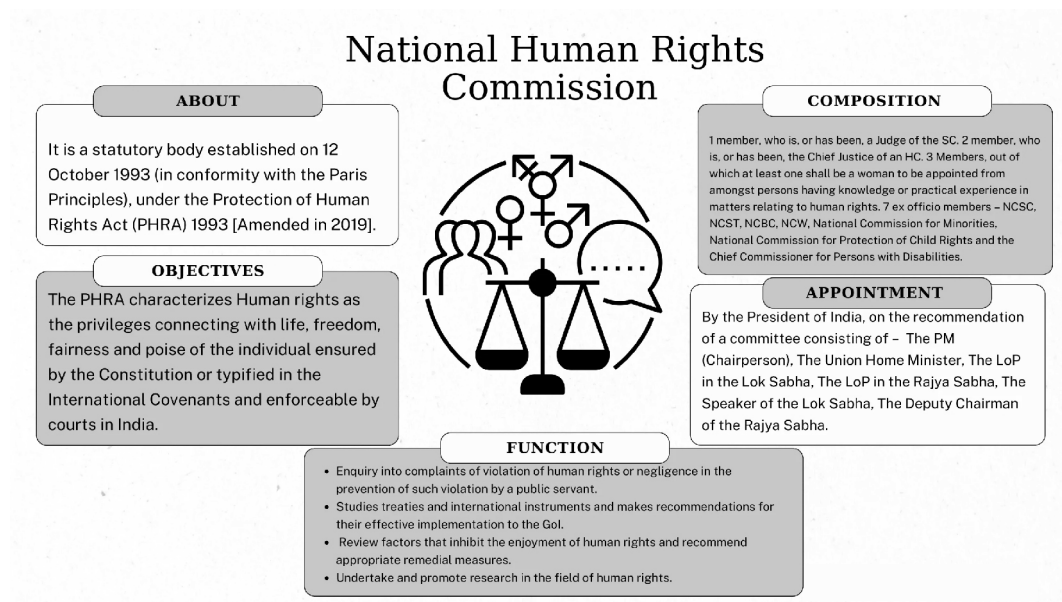 National Human Rights
Commission
ABOUT
It is a statutory body established on 12
October 1993 (in conformity with the Paris
Principles), under the Protection of Human
Rights Act (PHRA) 1993 [Amended in 2019].
OBJECTIVES
The PHRA characterizes Human rights as
the privileges connecting with life, freedom,
fairness and poise of the individual ensured
by the Constitution or typified in the
International Covenants and enforceable by
courts in India.
COMPOSITION
1 member, who is, or has been, a Judge of the SC. 2 member, who
is, or has been, the Chief Justice of an HC. 3 Members, out of
which at least one shall be a woman to be appointed from
amongst persons having knowledge or practical experience in
matters relating to human rights. 7 ex officio members – NCSC,
NCST, NCBC, NCW, National Commission for Minorities,
National Commission for Protection of Child Rights and the
Chief Commissioner for Persons with Disabilities.
APPOINTMENT
By the President of India, on the recommendation
of a committee consisting of – The PM
(Chairperson), The Union Home Minister, The LoP
in the Lok Sabha, The LoP in the Rajya Sabha, The
Speaker of the Lok Sabha, The Deputy Chairman
of the Rajya Sabha.
FUNCTION
• Enquiry into complaints of violation of human rights or negligence in the
prevention of such violation by a public servant.
• Studies treaties and international instruments and makes recommendations for
their effective implementation to the GoI.
• Review factors that inhibit the enjoyment of human rights and recommend
appropriate remedial measures.
• Undertake and promote research in the field of human rights.